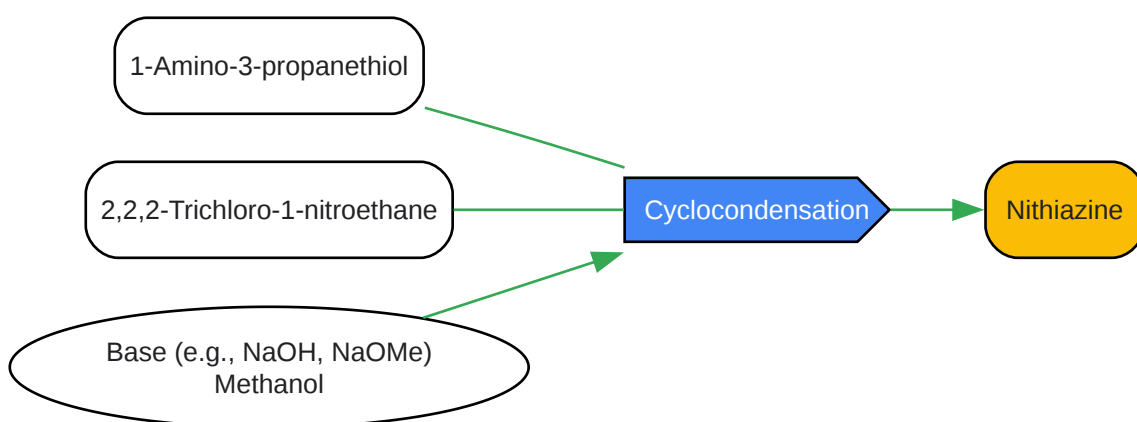 1-Amino-3-propanethiol
2,2,2-Trichloro-1-nitroethane
Cyclocondensation
Nithiazine
Base (e.g., NaOH, NaOMe)
Methanol